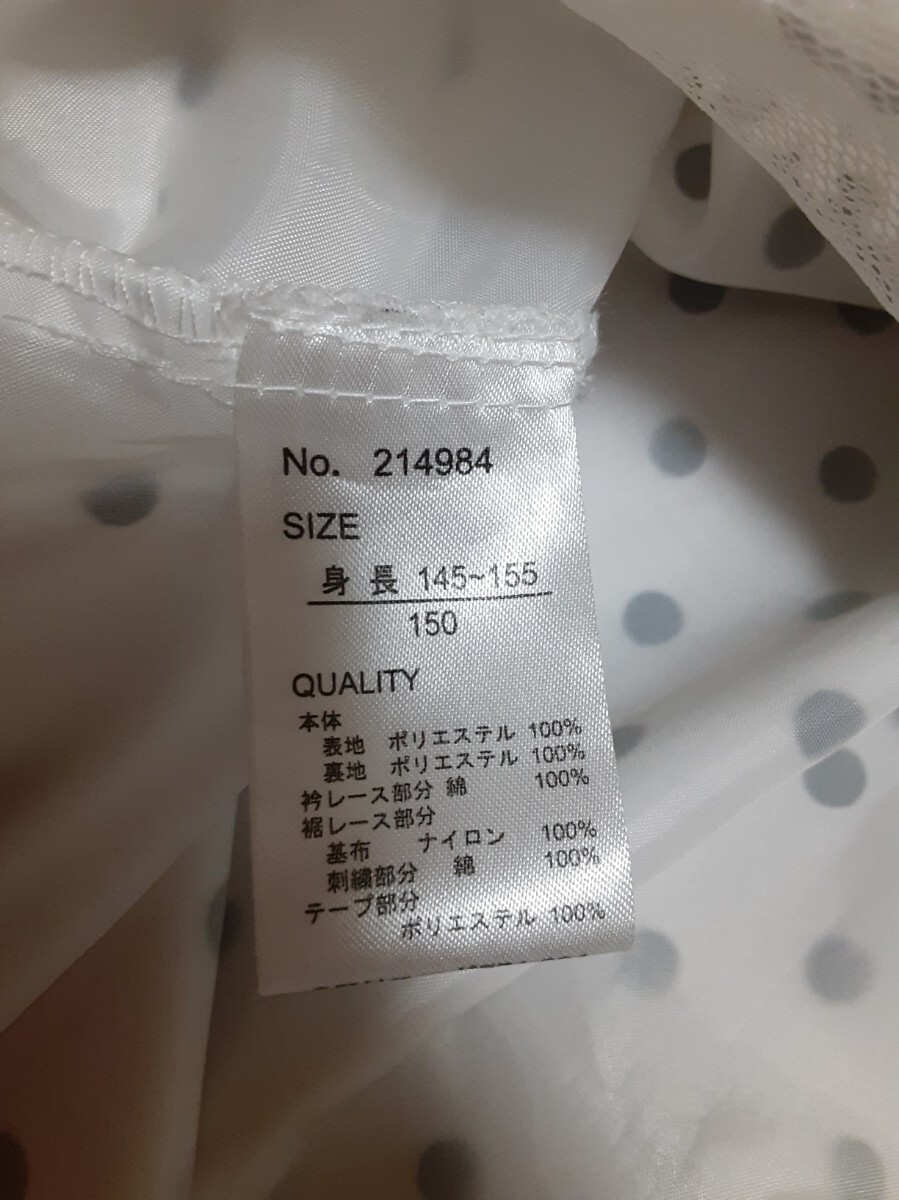 No. 214984
SIZE
身長 145~155
150
QUALITY
本体
表地 ポリエステル 100%
裏地 ポリエステル 100%
衿レース部分 綿 100%
裾レース部分
基布 ナイロン 100%
刺繍部分 綿 100%
テープ部分
ポリエステル 100%